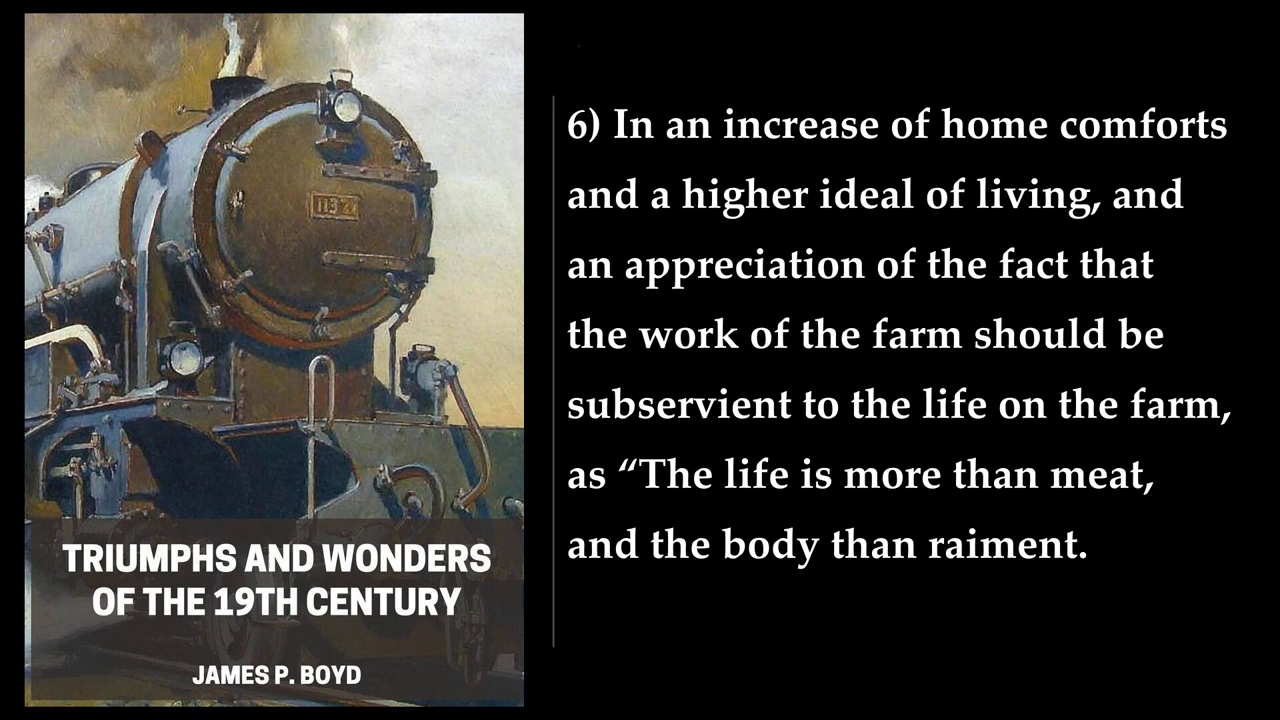 6) In an increase of home comforts
and a higher ideal of living, and
an appreciation of the fact that
the work of the farm should be
subservient to the life on the farm,
as “The life is more than meat,
and the body than raiment.
TRIUMPHS AND WONDERS
OF THE 19TH CENTURY
JAMES P. BOYD